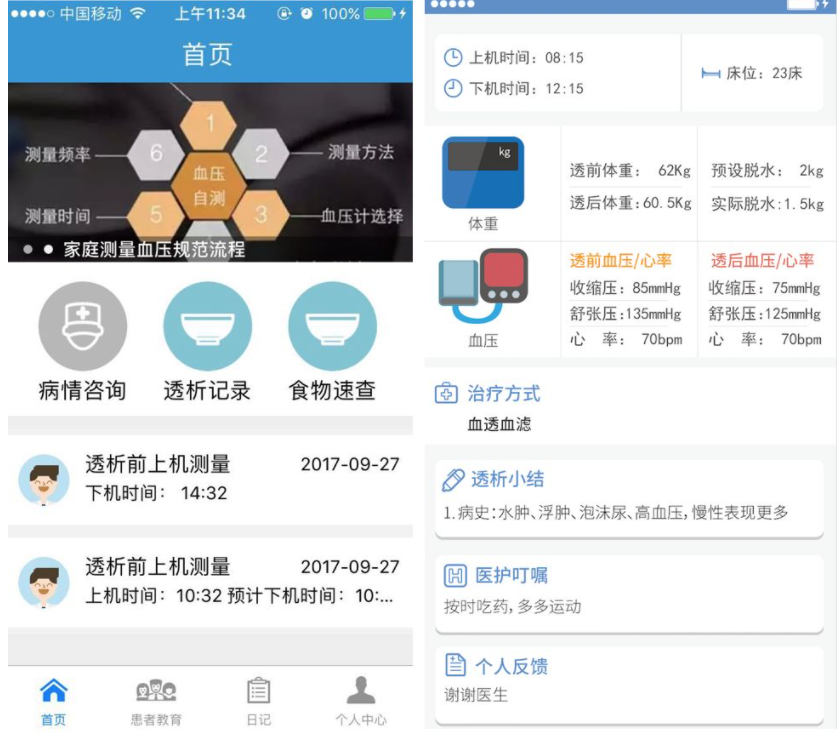 中国移动 上午11:34 100%
首页
1
测量频率 6 2 测量方法
血压
自测
测量时间 5 3 血压计选择
家庭测量血压规范流程
病情咨询 透析记录 食物速查
透析前上机测量 2017-09-27
下机时间: 14:32
透析前上机测量 2017-09-27
上机时间: 10:32 预计下机时间: 10:...
首页 患者教育 日记 个人中心
上机时间: 08:15
下机时间: 12:15
床位: 23床
kg
体重
透前体重: 62Kg 预设脱水: 2kg
透后体重:60.5Kg 实际脱水:1.5kg
血压
透前血压/心率 透后血压/心率
收缩压: 85mmHg 收缩压: 75mmHg
舒张压:135mmHg 舒张压:125mmHg
心 率: 70bpm 心 率: 70bpm
治疗方式
血透血滤
透析小结
1.病史:水肿、浮肿、泡沫尿、高血压,慢性表现更多
医护叮嘱
按时吃药,多多运动
个人反馈
谢谢医生